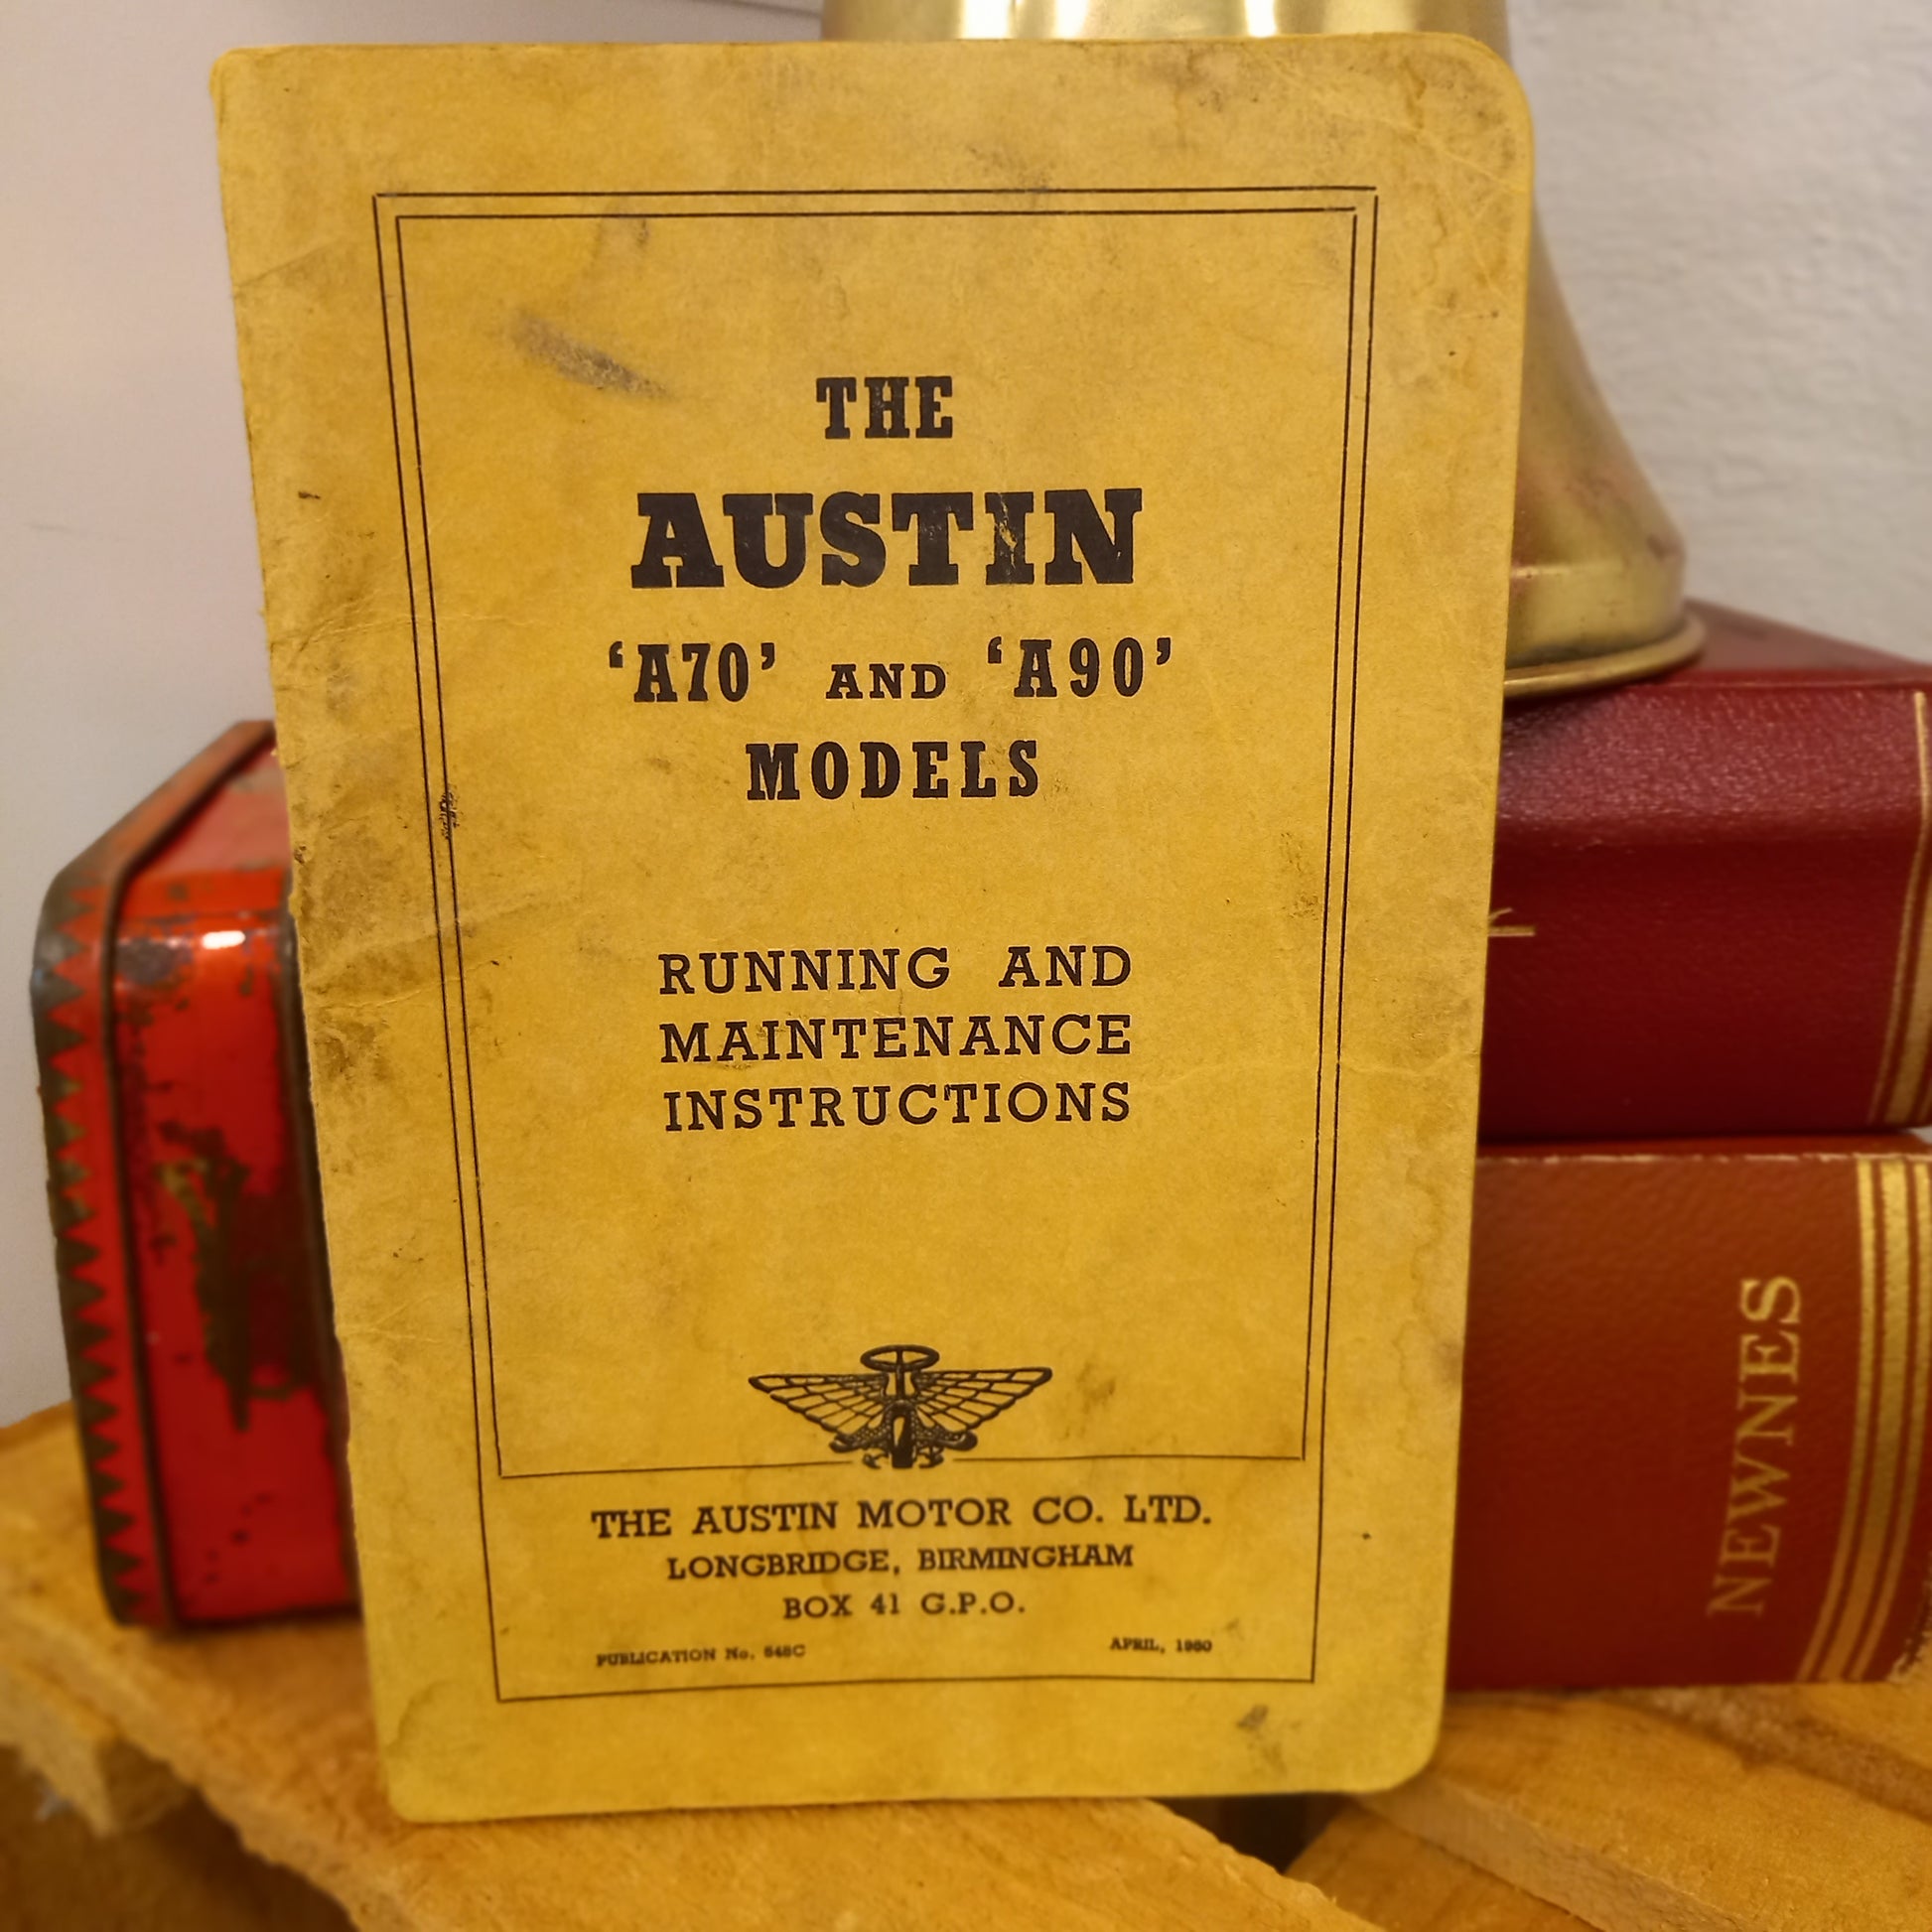 THE
AUSTIN
‘A70’ AND ‘A90’
MODELS
RUNNING AND
MAINTENANCE
INSTRUCTIONS
THE AUSTIN MOTOR CO. LTD.
LONGBRIDGE, BIRMINGHAM
BOX 41 G.P.O.
PUBLICATION No.
APRIL,
NEWNES